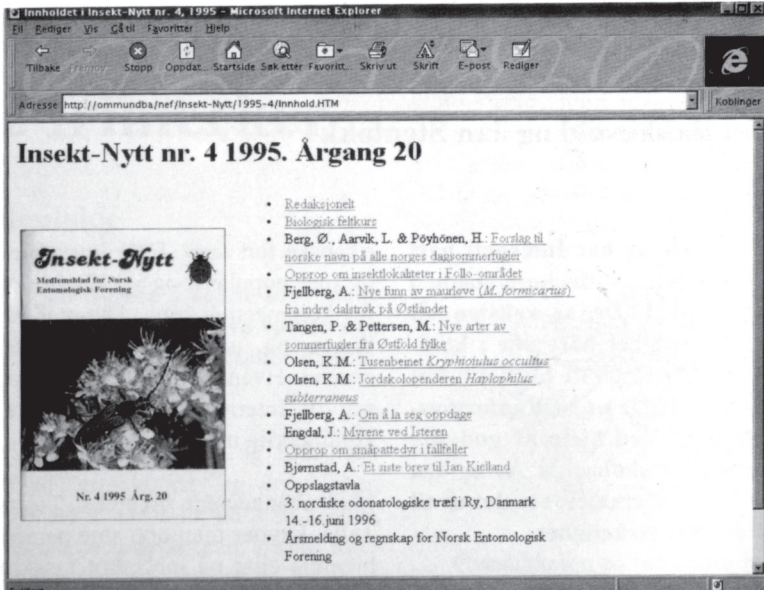 Innholdet i Insekt-Nytt nr. 4, 1995 - Microsoft Internet Explorer
Fil Rediger Vis Gå til Favoritter Hjelp
Tilbake Stopp Oppdat... Startside Søk etter Favoritt... Skriv ut Skrift E-post Rediger
Adresse http://ommundba/nef/Insekt-Nytt/1995-4/Innhold.HTM Koblinger
Insekt-Nytt nr. 4 1995. Årgang 20
Insekt-Nytt
Medlemsblad for Norsk
Entomologisk Forening
Nr. 4 1995 Årg. 20
• Redaksjonelt
• Biologisk feltkurs
• Berg, Ø., Aarvik, L. & Pöyhönen, H.: Forslag til
norske navn på alle norges dagsommerfugler
• Opprop om insektlokaliteter i Follo-området
• Fjellberg, A.: Nye funn av maurløve (M. formicarius)
fra indre dalstrøk på Østlandet
• Tangen, P. & Pettersen, M.: Nye arter av
sommerfugler fra Østfold fylke
• Olsen, K.M.: Tusenbeinet Kryphioiulus occultus
• Olsen, K.M.: Jordskolopenderen Haplophilus
subterraneus
• Fjellberg, A.: Om å la seg oppdage
• Engdal, J.: Myrene ved Isteren
• Opprop om småpattedyr i fallfeller
• Bjørnstad, A.: Et siste brev til Jan Kielland
• Oppslagstavla
• 3. nordiske odonatologiske træf i Ry, Danmark
14.-16.juni 1996
• Årsmelding og regnskap for Norsk Entomologisk
Forening